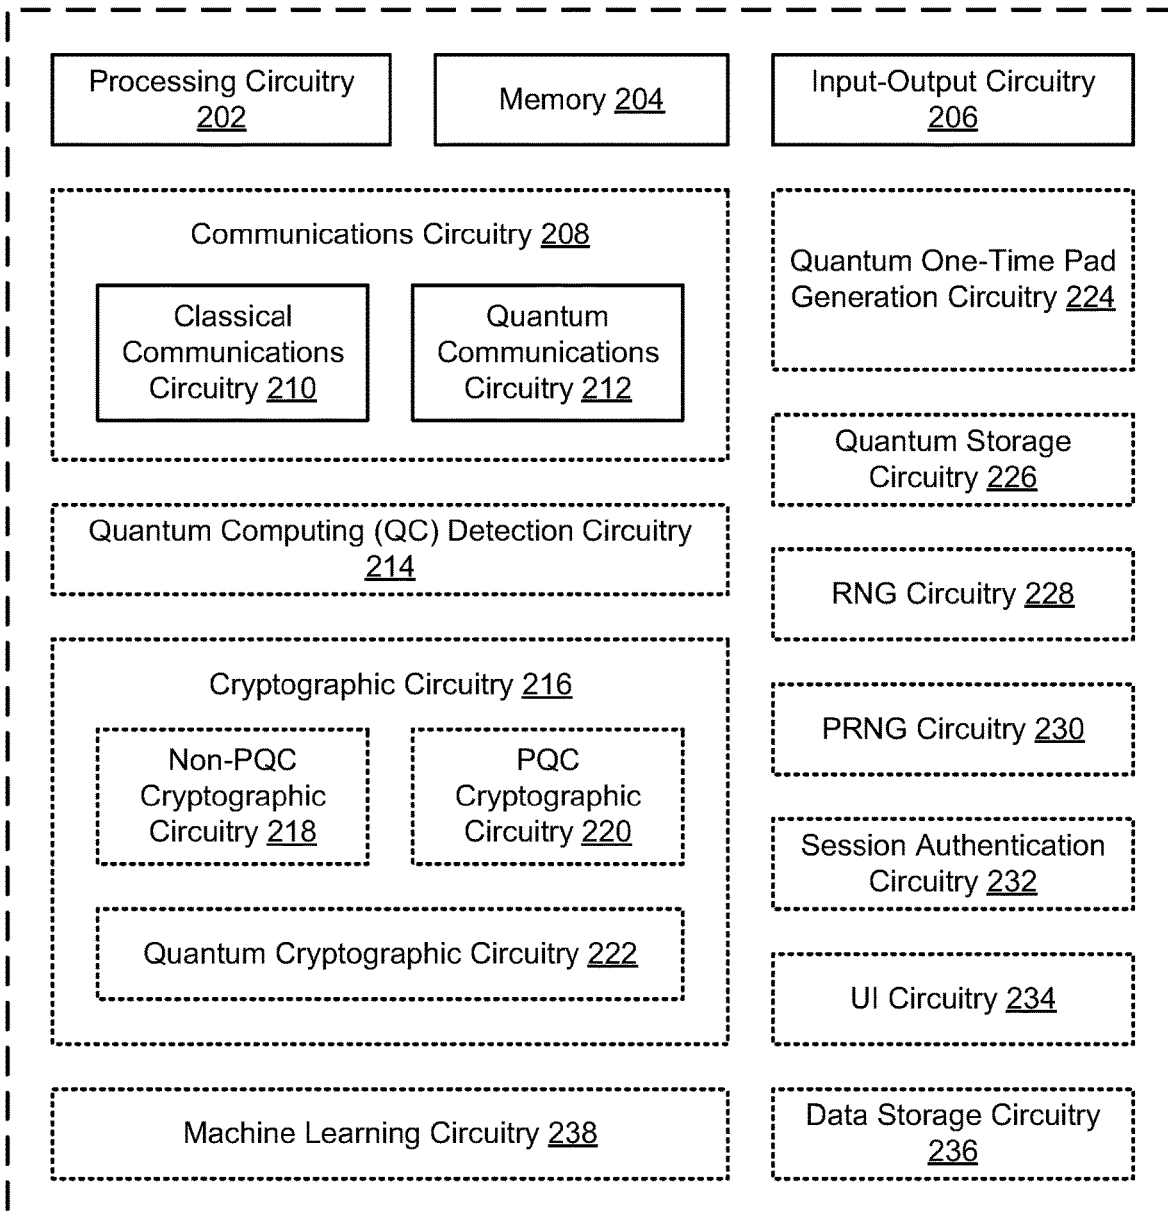 Processing Circuitry
202
Memory 204
Input-Output Circuitry
206
Communications Circuitry 208
Classical
Communications
Circuitry 210
Quantum
Communications
Circuitry 212
Quantum One-Time Pad
Generation Circuitry 224
Quantum Storage
Circuitry 226
Quantum Computing (QC) Detection Circuitry
214
RNG Circuitry 228
Cryptographic Circuitry 216
Non-PQC
Cryptographic
Circuitry 218
PQC
Cryptographic
Circuitry 220
Quantum Cryptographic Circuitry 222
PRNG Circuitry 230
Session Authentication
Circuitry 232
UI Circuitry 234
Machine Learning Circuitry 238
Data Storage Circuitry
236